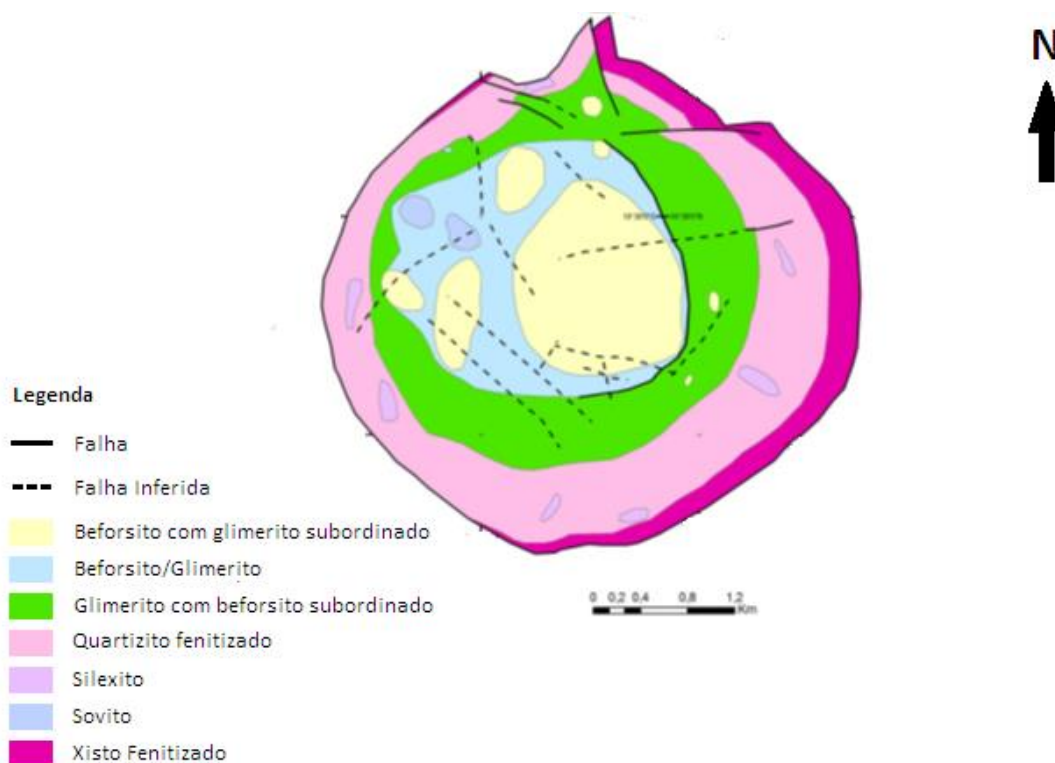 N
Legenda
Falha
Falha Inferida
Beforsito com glimerito subordinado
Beforsito/Glimerito
Glimerito com beforsito subordinado
Quartizito fenitizado
Silexito
Sovito
Xisto Fenitizado
0 0,2 0,4 0,8 1,2
Km